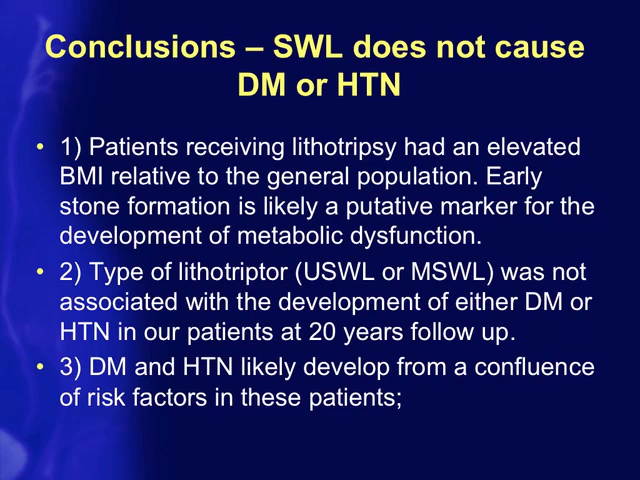 Conclusions – SWL does not cause
DM or HTN
• 1) Patients receiving lithotripsy had an elevated
BMI relative to the general population. Early
stone formation is likely a putative marker for the
development of metabolic dysfunction.
• 2) Type of lithotriptor (USWL or MSWL) was not
associated with the development of either DM or
HTN in our patients at 20 years follow up.
• 3) DM and HTN likely develop from a confluence
of risk factors in these patients;